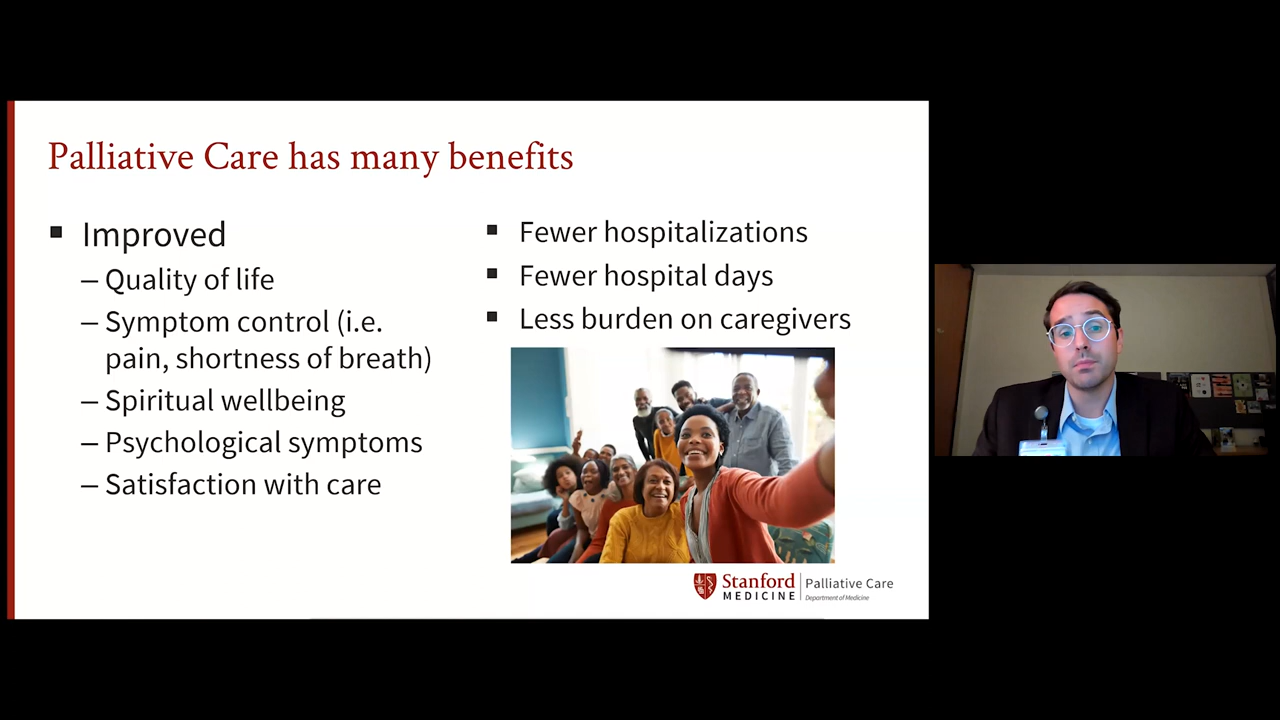 Palliative Care has many benefits
▪ Improved
– Quality of life
– Symptom control (i.e.
pain, shortness of breath)
– Spiritual wellbeing
– Psychological symptoms
– Satisfaction with care
▪ Fewer hospitalizations
▪ Fewer hospital days
▪ Less burden on caregivers
Stanford
MEDICINE
Palliative Care
Department of Medicine